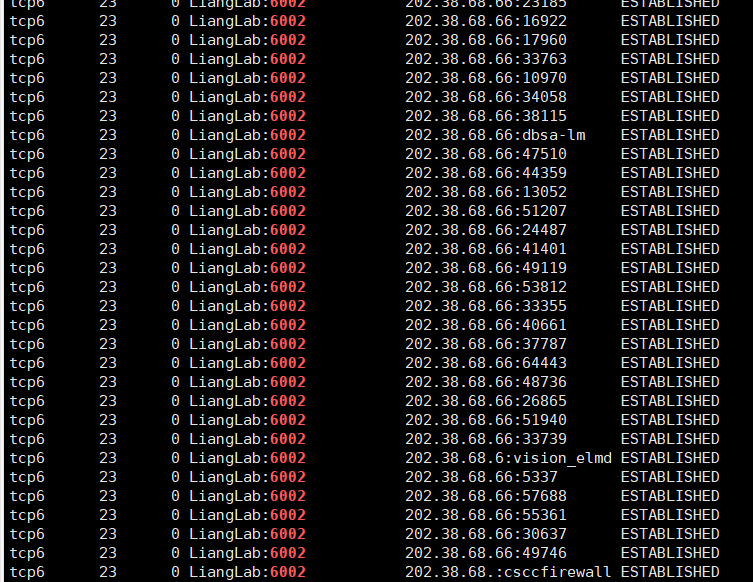 tcp6 23 0 LiangLab:6002 202.38.68.66:23185 ESTABLISHED
tcp6 23 0 LiangLab:6002 202.38.68.66:16922 ESTABLISHED
tcp6 23 0 LiangLab:6002 202.38.68.66:17960 ESTABLISHED
tcp6 23 0 LiangLab:6002 202.38.68.66:33763 ESTABLISHED
tcp6 23 0 LiangLab:6002 202.38.68.66:10970 ESTABLISHED
tcp6 23 0 LiangLab:6002 202.38.68.66:34058 ESTABLISHED
tcp6 23 0 LiangLab:6002 202.38.68.66:38115 ESTABLISHED
tcp6 23 0 LiangLab:6002 202.38.68.66:dbsa-lm ESTABLISHED
tcp6 23 0 LiangLab:6002 202.38.68.66:47510 ESTABLISHED
tcp6 23 0 LiangLab:6002 202.38.68.66:44359 ESTABLISHED
tcp6 23 0 LiangLab:6002 202.38.68.66:13052 ESTABLISHED
tcp6 23 0 LiangLab:6002 202.38.68.66:51207 ESTABLISHED
tcp6 23 0 LiangLab:6002 202.38.68.66:24487 ESTABLISHED
tcp6 23 0 LiangLab:6002 202.38.68.66:41401 ESTABLISHED
tcp6 23 0 LiangLab:6002 202.38.68.66:49119 ESTABLISHED
tcp6 23 0 LiangLab:6002 202.38.68.66:53812 ESTABLISHED
tcp6 23 0 LiangLab:6002 202.38.68.66:33355 ESTABLISHED
tcp6 23 0 LiangLab:6002 202.38.68.66:40661 ESTABLISHED
tcp6 23 0 LiangLab:6002 202.38.68.66:37787 ESTABLISHED
tcp6 23 0 LiangLab:6002 202.38.68.66:64443 ESTABLISHED
tcp6 23 0 LiangLab:6002 202.38.68.66:48736 ESTABLISHED
tcp6 23 0 LiangLab:6002 202.38.68.66:26865 ESTABLISHED
tcp6 23 0 LiangLab:6002 202.38.68.66:51940 ESTABLISHED
tcp6 23 0 LiangLab:6002 202.38.68.66:33739 ESTABLISHED
tcp6 23 0 LiangLab:6002 202.38.68.6:vision_elmd ESTABLISHED
tcp6 23 0 LiangLab:6002 202.38.68.66:5337 ESTABLISHED
tcp6 23 0 LiangLab:6002 202.38.68.66:57688 ESTABLISHED
tcp6 23 0 LiangLab:6002 202.38.68.66:55361 ESTABLISHED
tcp6 23 0 LiangLab:6002 202.38.68.66:30637 ESTABLISHED
tcp6 23 0 LiangLab:6002 202.38.68.66:49746 ESTABLISHED
tcp6 23 0 LiangLab:6002 202.38.68.:csccfirewall ESTABLISHED